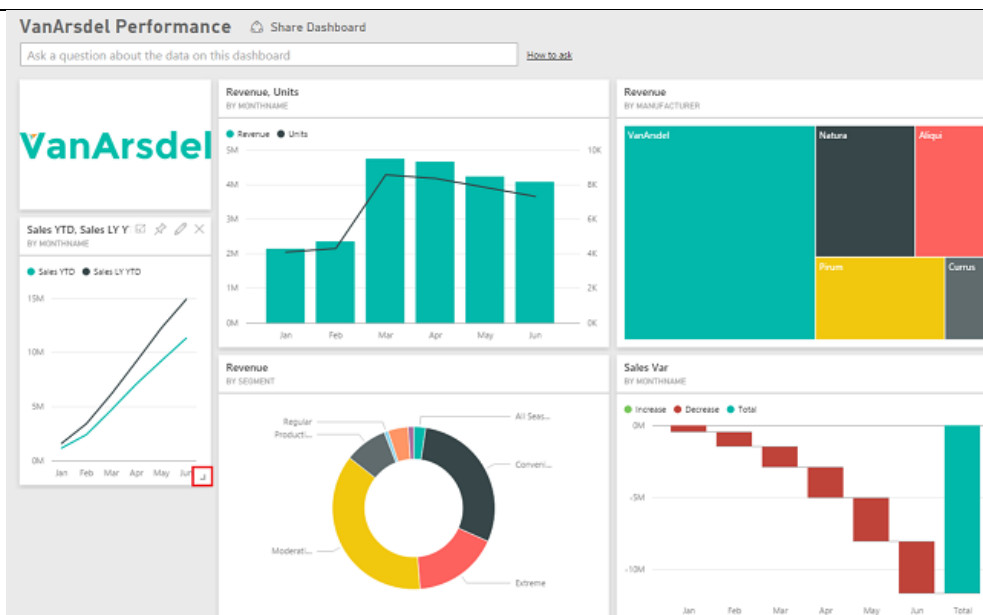 VanArsdel Performance
Share Dashboard
Ask a question about the data on this dashboard
How to ask
VanArsdel
Sales YTD, Sales LY Y
BY MONTHNAME
Sales YTD Sales LY YTD
15M
10M
5M
0M
Jan Feb Mar Apr May Jun
Revenue, Units
BY MONTHNAME
Revenue Units
5M 10K
4M 8K
3M 6K
2M 4K
1M 2K
0M 0K
Jan Feb Mar Apr May Jun
Revenue
BY MANUFACTURER
VanArsdel Natura Aliqui
Pirum Currus
Revenue
BY SEGMENT
All Seas...
Regular
Producti...
Conveni...
Moderati...
Extreme
Sales Var
BY MONTHNAME
Increase Decrease Total
0M
-5M
-10M
Jan Feb Mar Apr May Jun Total